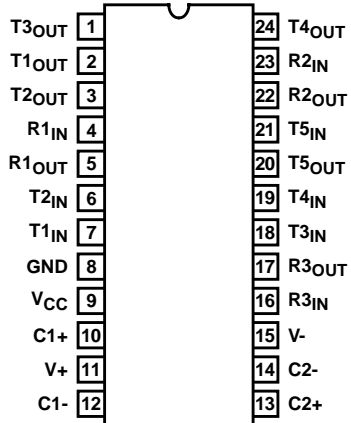 T3OUT 1 24 T4OUT
T1OUT 2 23 R2IN
T2OUT 3 22 R2OUT
R1IN 4 21 T5IN
R1OUT 5 20 T5OUT
T2IN 6 19 T4IN
T1IN 7 18 T3IN
GND 8 17 R3OUT
VCC 9 16 R3IN
C1+ 10 15 V-
V+ 11 14 C2-
C1- 12 13 C2+